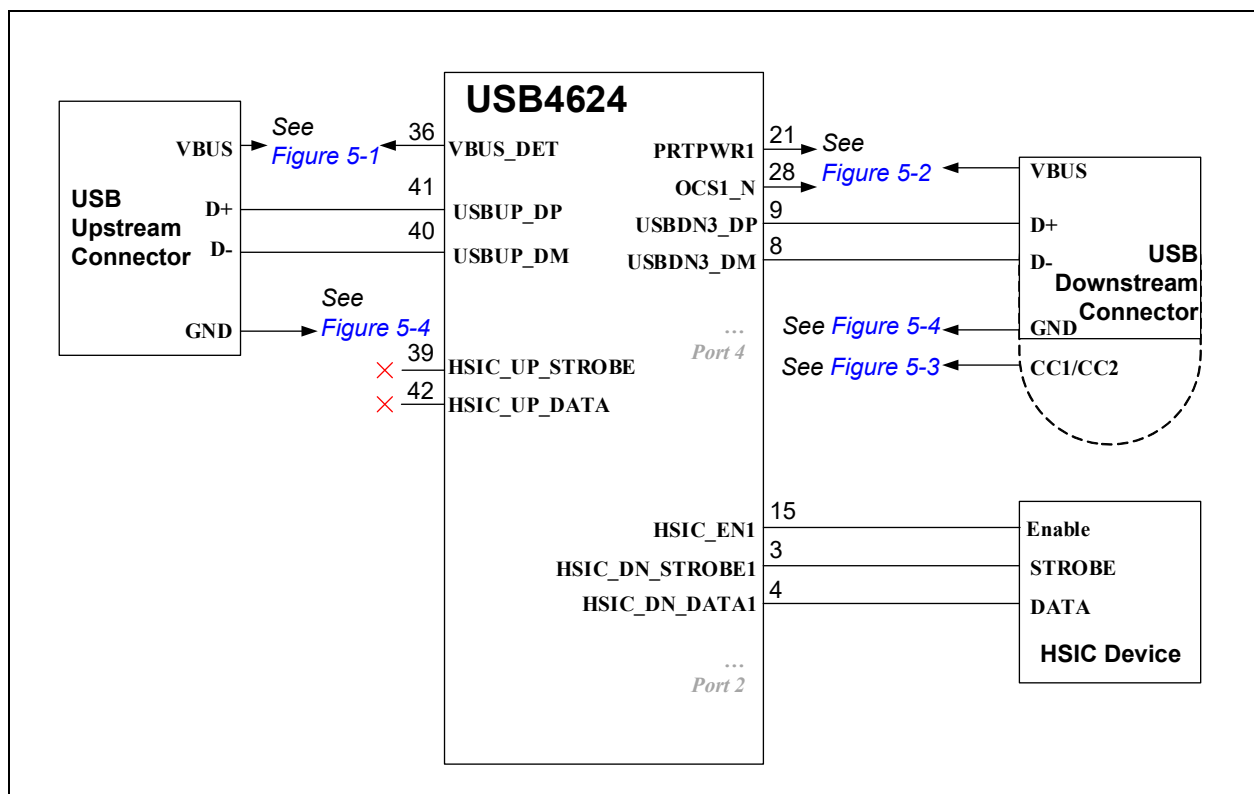 USB4624
USB
Upstream
Connector
VBUS
D+
D-
GND
See
Figure 5-1
See
Figure 5-4
36
VBUS_DET
41
USBUP_DP
40
USBUP_DM
39
HSIC_UP_STROBE
42
HSIC_UP_DATA
PRTPWR1
21
OCS1_N
28
USBDN3_DP
9
USBDN3_DM
8
See
Figure 5-2
...
Port 4
See Figure 5-4
See Figure 5-3
VBUS
D+
D-
USB
Downstream
Connector
GND
CC1/CC2
HSIC_EN1
15
HSIC_DN_STROBE1
3
HSIC_DN_DATA1
4
...
Port 2
Enable
STROBE
DATA
HSIC Device